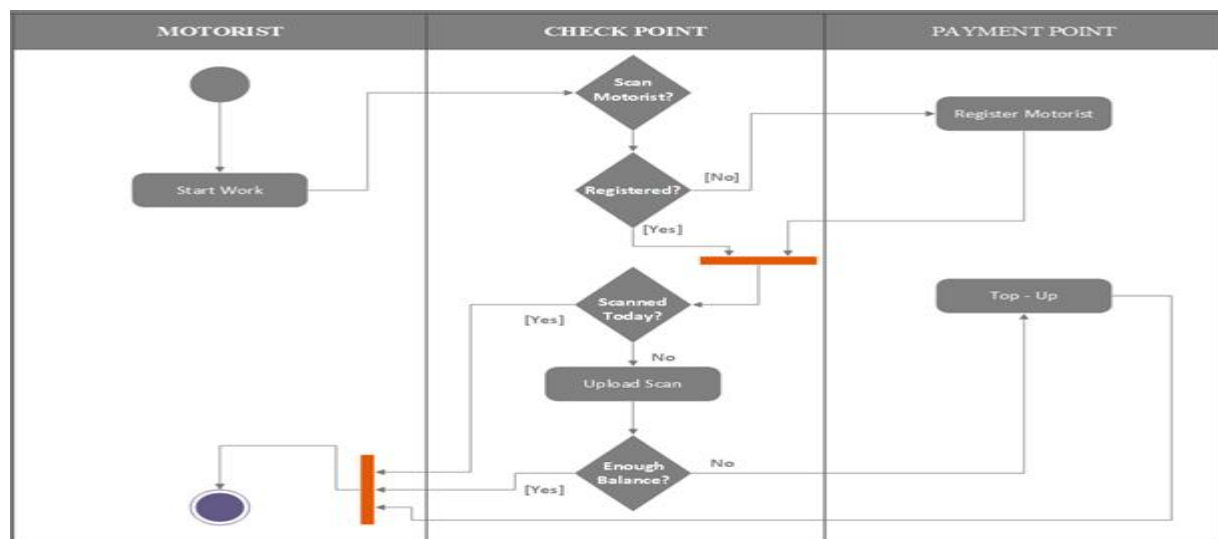 MOTORIST
CHECK POINT
PAYMENT POINT
Scan
Motorist?
Register Motorist
Start Work
Registered?
[No]
[Yes]
Scanned
Today?
[Yes]
Top - Up
No
Upload Scan
Enough
Balance?
No
[Yes]